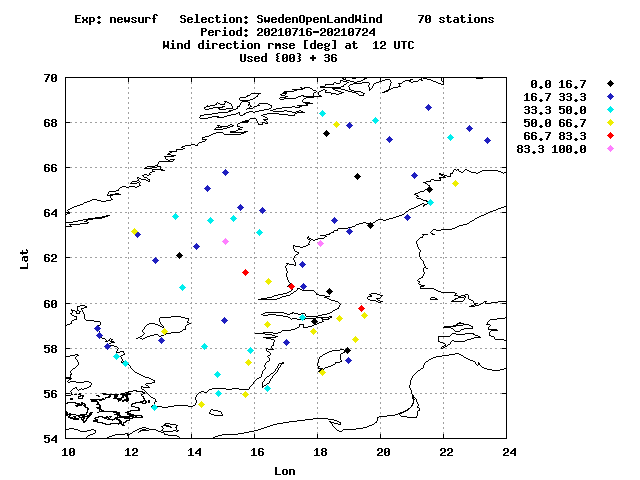 Exp: newsurf Selection: SwedenOpenLandWind 70 stations
Period: 20210716-20210724
Wind direction rmse [deg] at 12 UTC
Used {00} + 36
0.0 16.7
16.7 33.3
33.3 50.0
50.0 66.7
66.7 83.3
83.3 100.0
Lat
70
68
66
64
62
60
58
56
54
10 12 14 16 18 20 22 24
Lon